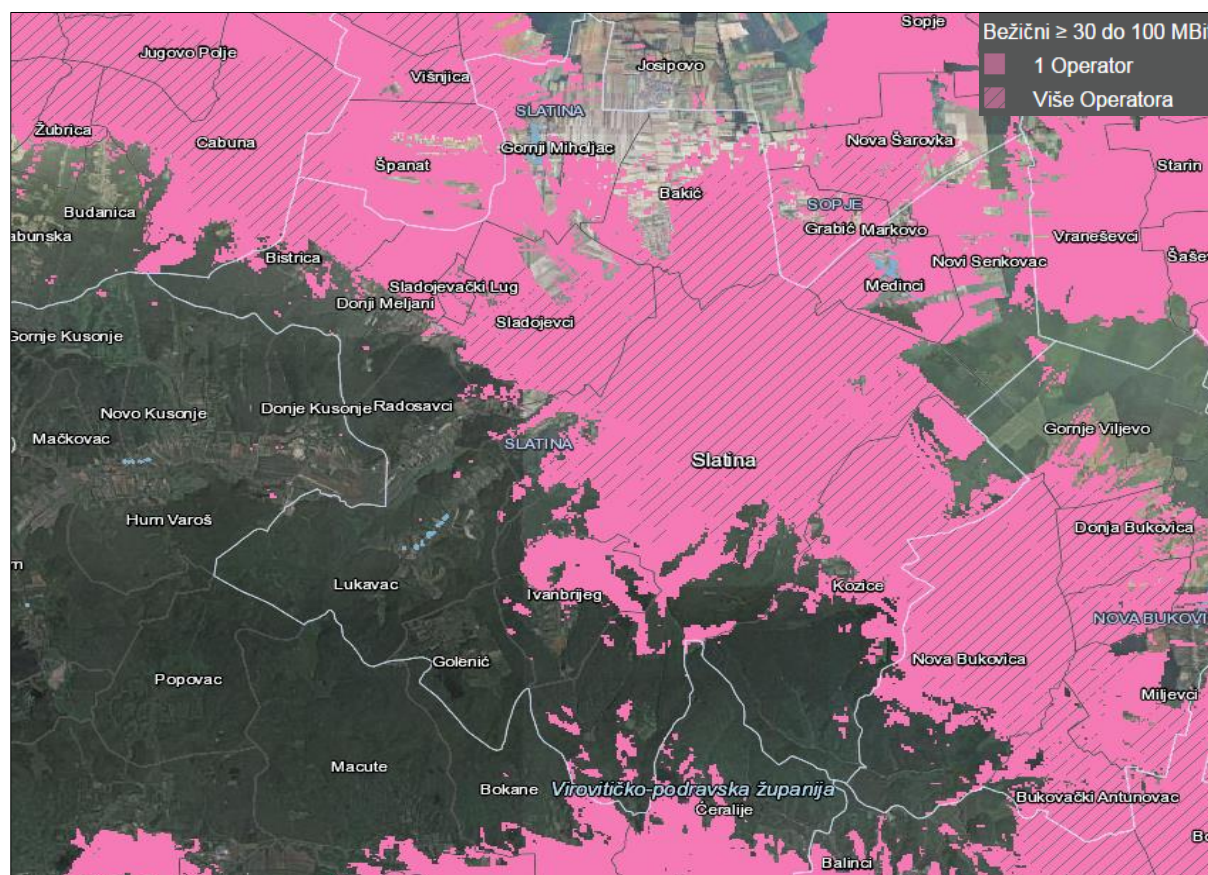 Sopje
Bežični ≥ 30 do 100 MBit
1 Operator
Više Operatora
Jugovo Polje
Višnjica
Josipovo
SLATINA
Žubrica
Cabuna
Gornji Miholjac
Nova Šarovka
Španat
Starin
Bakić
Budanica
SOPJE
abunska
Grabić
Markovo
Vraneševci
Bistrica
Novi Senkovac
Šašev
Sladojevački Lug
Medinci
Donji Meljani
Sladojevci
Gornje Kusonje
Novo Kusonje
Donje Kusonje
Radosavci
Mačkovac
SLATINA
Slatina
Gornje Viljevo
Hum Varoš
Donja Bukovica
Lukavac
Ivanbrijeg
Kozice
NOVA BUKOVI
Golenić
Nova Bukovica
Popovac
Miljevci
Macute
Bokane
Virovitičko-podravska županija
Bukovački Antunovac
Ćeralije
Balinci